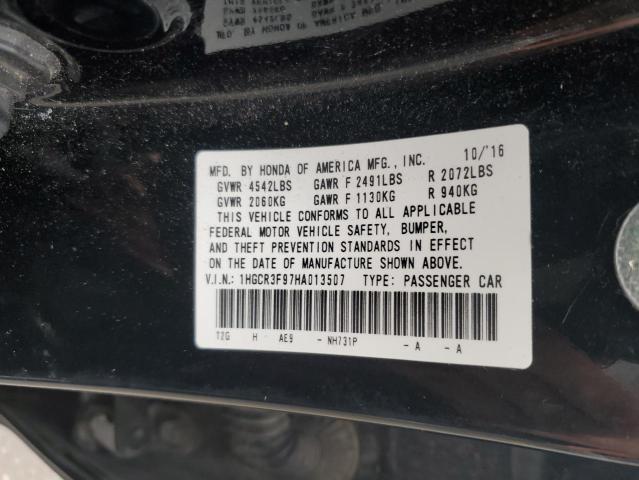 MFD. BY HONDA OF AMERICA MFG., INC. 10/'16
GVWR 4542LBS GAWR F 2491LBS R 2072LBS
GVWR 2060KG GAWR F 1130KG R 940KG
THIS VEHICLE CONFORMS TO ALL APPLICABLE
FEDERAL MOTOR VEHICLE SAFETY, BUMPER,
AND THEFT PREVENTION STANDARDS IN EFFECT
ON THE DATE OF MANUFACTURE SHOWN ABOVE.
V.I.N.: 1HGCR3F97HA013507 TYPE: PASSENGER CAR
T2G H AE9 - NH731P - A - A